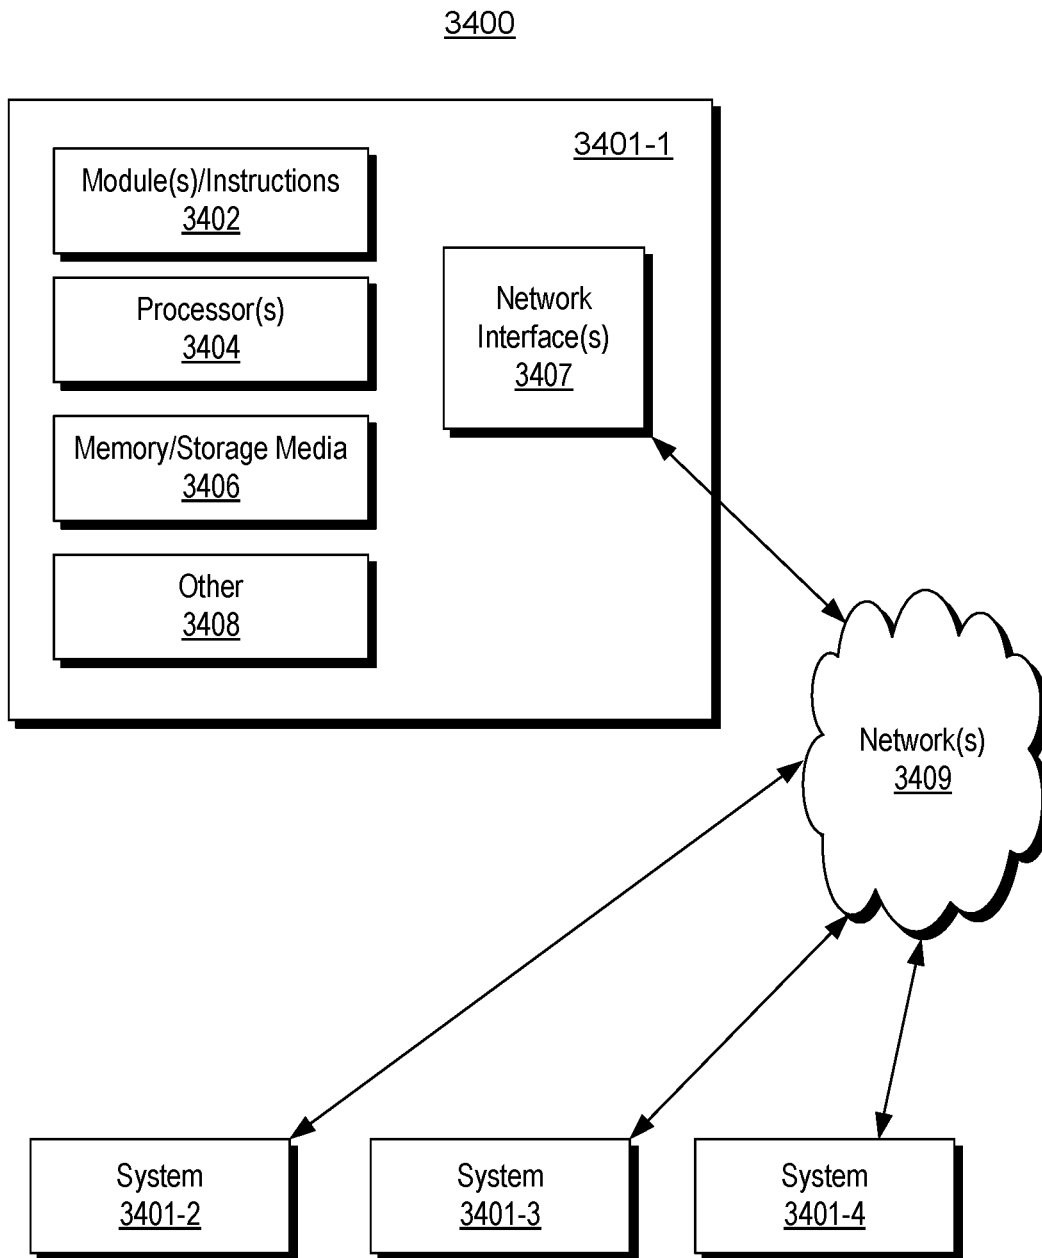 3400
3401-1
Module(s)/Instructions
3402
Processor(s)
3404
Memory/Storage Media
3406
Other
3408
Network
Interface(s)
3407
Network(s)
3409
System
3401-2
System
3401-3
System
3401-4